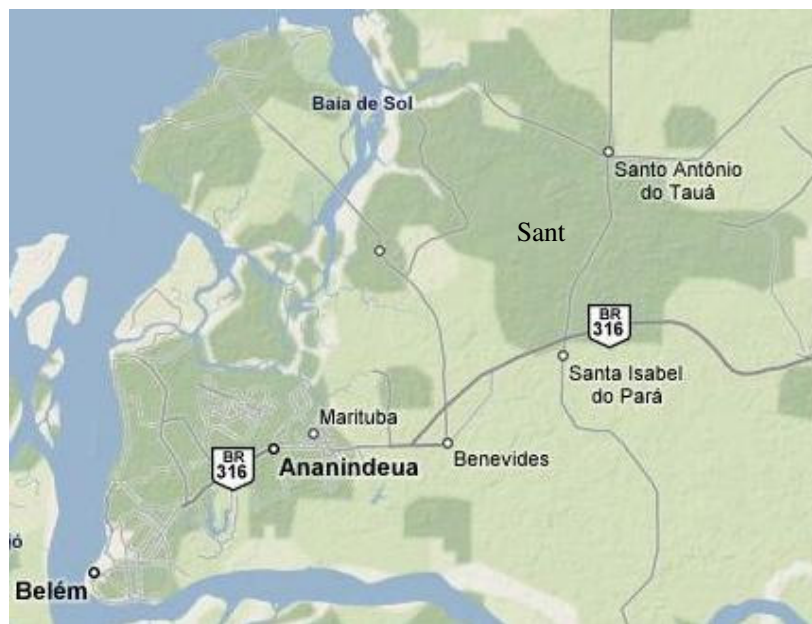 Baia de Sol
Santo Antônio
do Tauá
Sant
BR
316
Santa Isabel
do Pará
Marituba
BR
316
Ananindeua
Benevides
jó
Belém